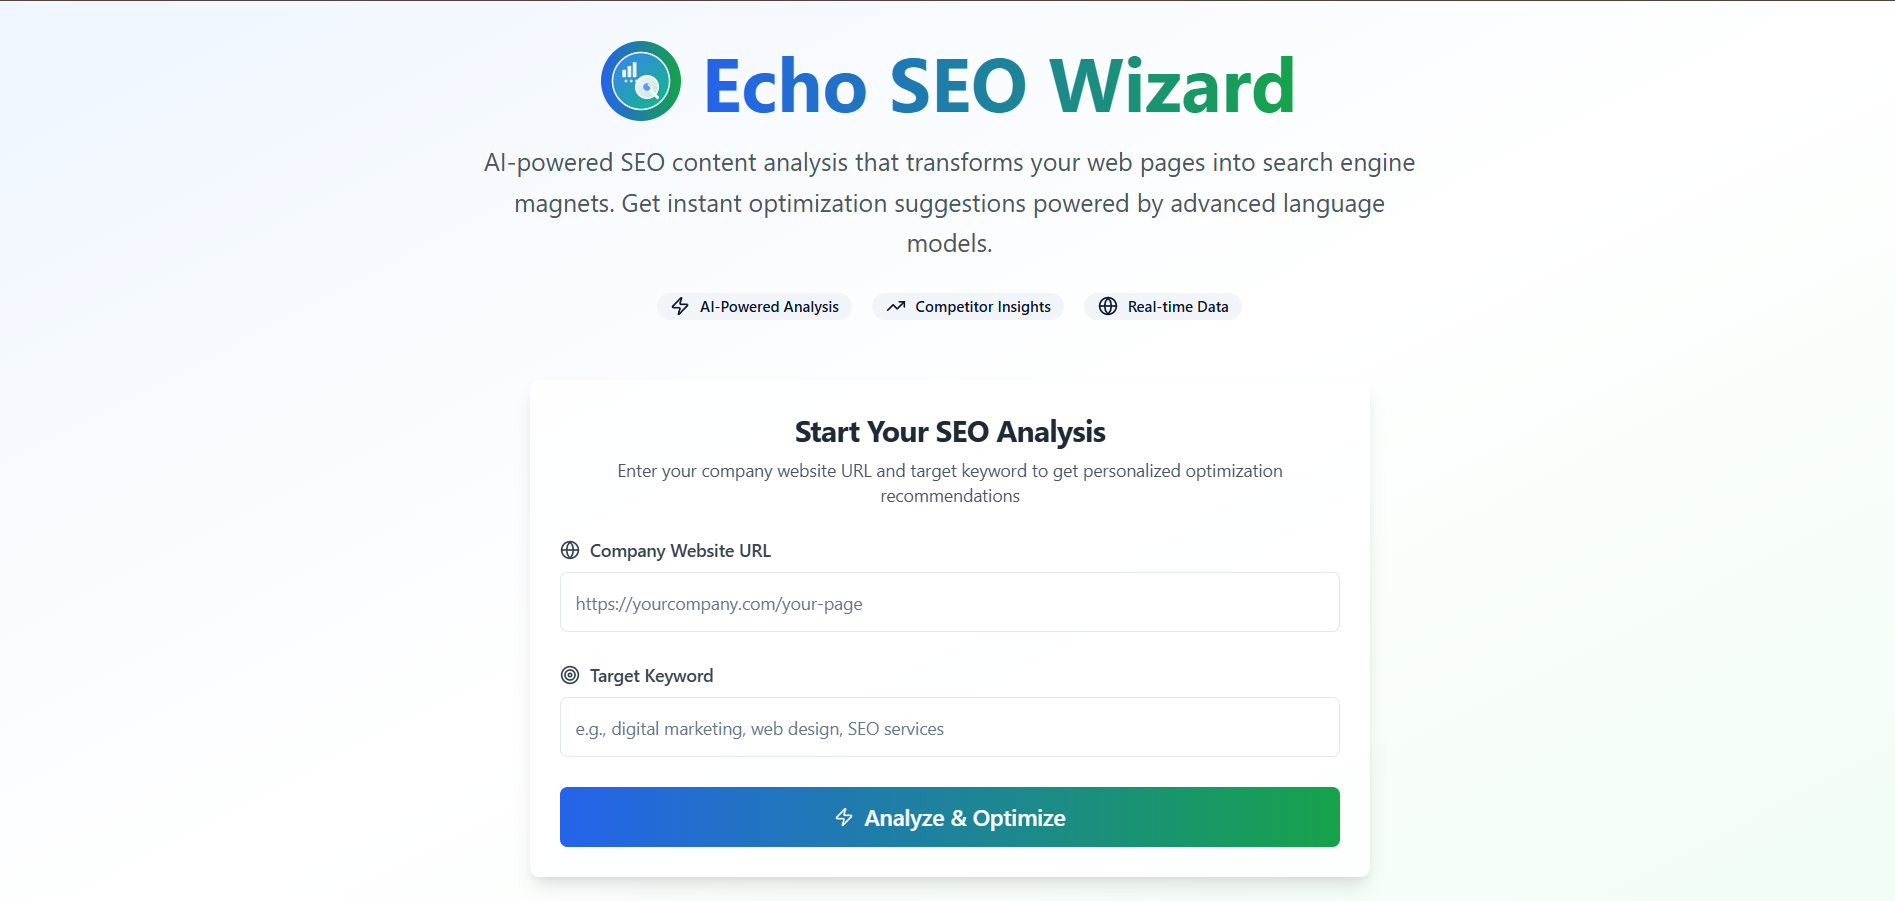 Echo SEO Wizard
AI-powered SEO content analysis that transforms your web pages into search engine
magnets. Get instant optimization suggestions powered by advanced language
models.
AI-Powered Analysis
Competitor Insights
Real-time Data
Start Your SEO Analysis
Enter your company website URL and target keyword to get personalized optimization
recommendations
Company Website URL
https://yourcompany.com/your-page
Target Keyword
e.g., digital marketing, web design, SEO services
Analyze & Optimize